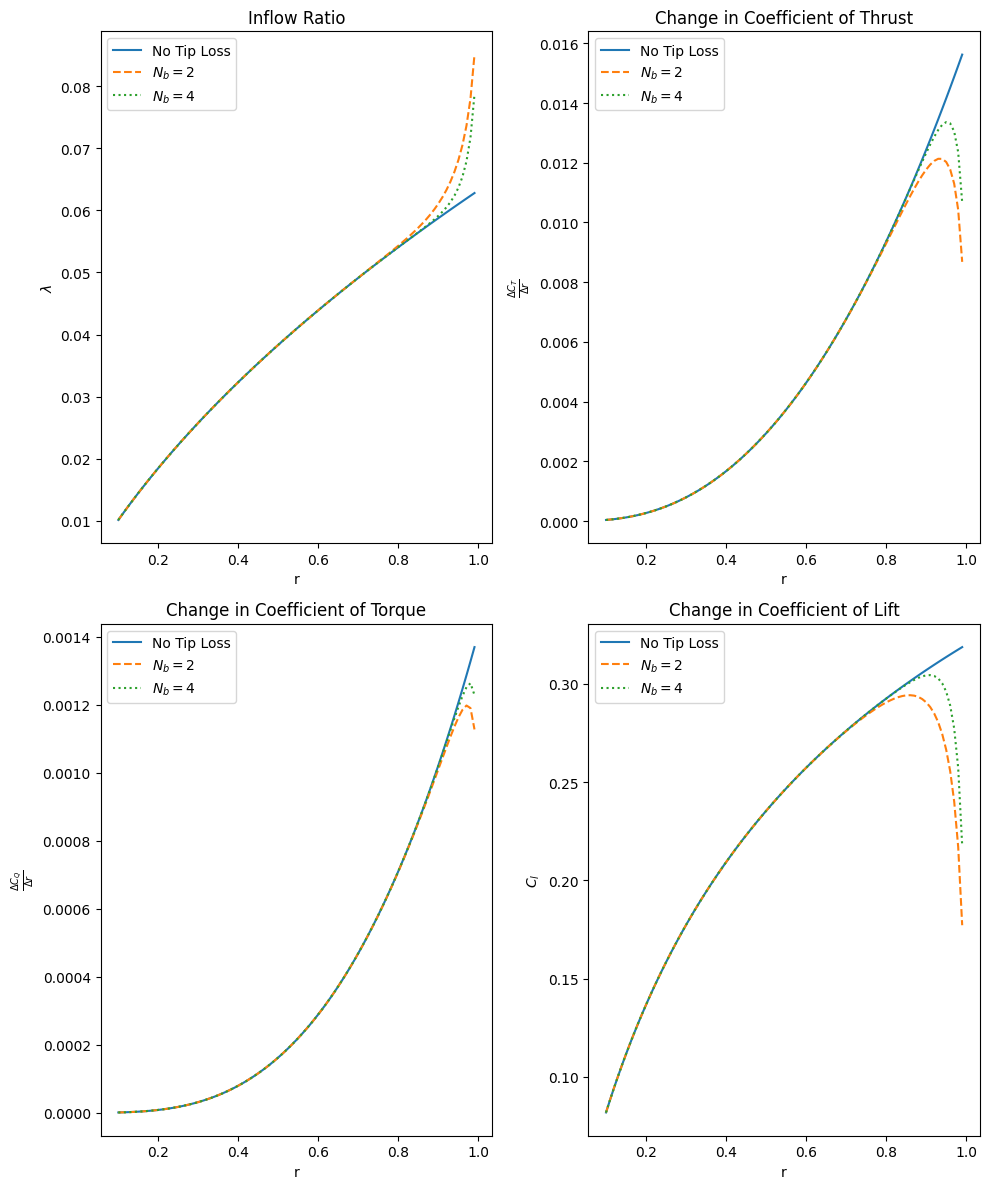 Inflow Ratio
No Tip Loss
N_b = 2
N_b = 4
0.08
0.07
0.06
0.05
0.04
0.03
0.02
0.01
λ
0.2 0.4 0.6 0.8 1.0
r
Change in Coefficient of Thrust
No Tip Loss
N_b = 2
N_b = 4
0.016
0.014
0.012
0.010
0.008
0.006
0.004
0.002
0.000
ΔC_T
Δr
0.2 0.4 0.6 0.8 1.0
r
Change in Coefficient of Torque
No Tip Loss
N_b = 2
N_b = 4
0.0014
0.0012
0.0010
0.0008
0.0006
0.0004
0.0002
0.0000
ΔC_Q
Δr
0.2 0.4 0.6 0.8 1.0
r
Change in Coefficient of Lift
No Tip Loss
N_b = 2
N_b = 4
0.30
0.25
0.20
0.15
0.10
C_l
0.2 0.4 0.6 0.8 1.0
r